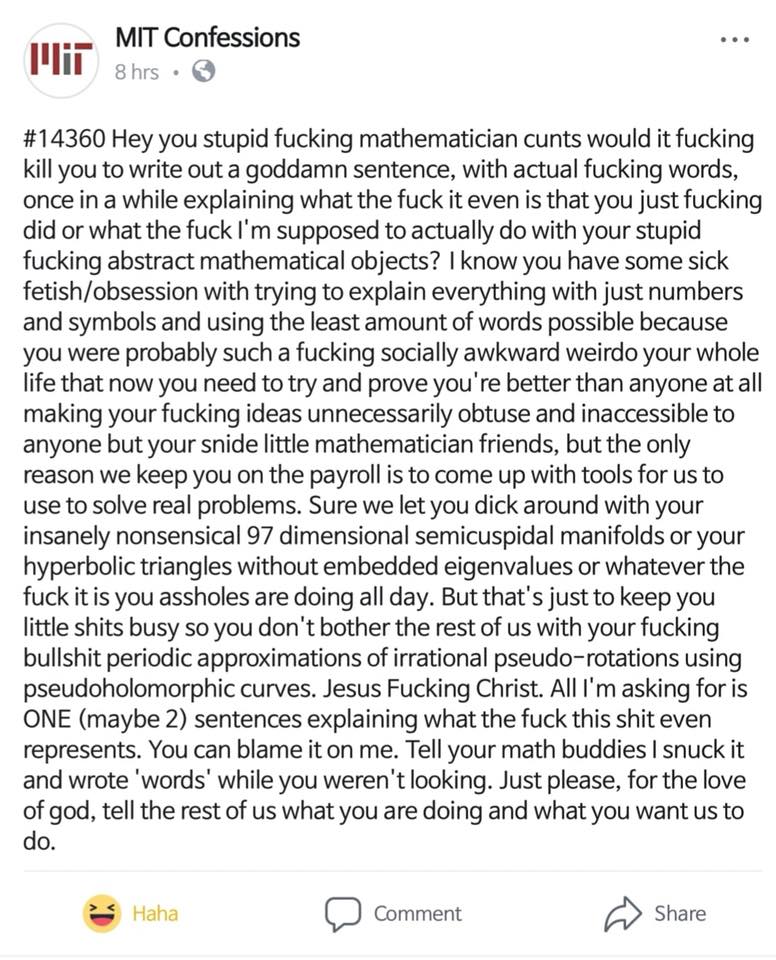 MIT
MIT Confessions
8 hrs •
#14360 Hey you stupid fucking mathematician cunts would it fucking
kill you to write out a goddamn sentence, with actual fucking words,
once in a while explaining what the fuck it even is that you just fucking
did or what the fuck I'm supposed to actually do with your stupid
fucking abstract mathematical objects? I know you have some sick
fetish/obsession with trying to explain everything with just numbers
and symbols and using the least amount of words possible because
you were probably such a fucking socially awkward weirdo your whole
life that now you need to try and prove you're better than anyone at all
making your fucking ideas unnecessarily obtuse and inaccessible to
anyone but your snide little mathematician friends, but the only
reason we keep you on the payroll is to come up with tools for us to
use to solve real problems. Sure we let you dick around with your
insanely nonsensical 97 dimensional semicuspidal manifolds or your
hyperbolic triangles without embedded eigenvalues or whatever the
fuck it is you assholes are doing all day. But that's just to keep you
little shits busy so you don't bother the rest of us with your fucking
bullshit periodic approximations of irrational pseudo-rotations using
pseudoholomorphic curves. Jesus Fucking Christ. All I'm asking for is
ONE (maybe 2) sentences explaining what the fuck this shit even
represents. You can blame it on me. Tell your math buddies I snuck it
and wrote 'words' while you weren't looking. Just please, for the love
of god, tell the rest of us what you are doing and what you want us to
do.
Haha Comment Share